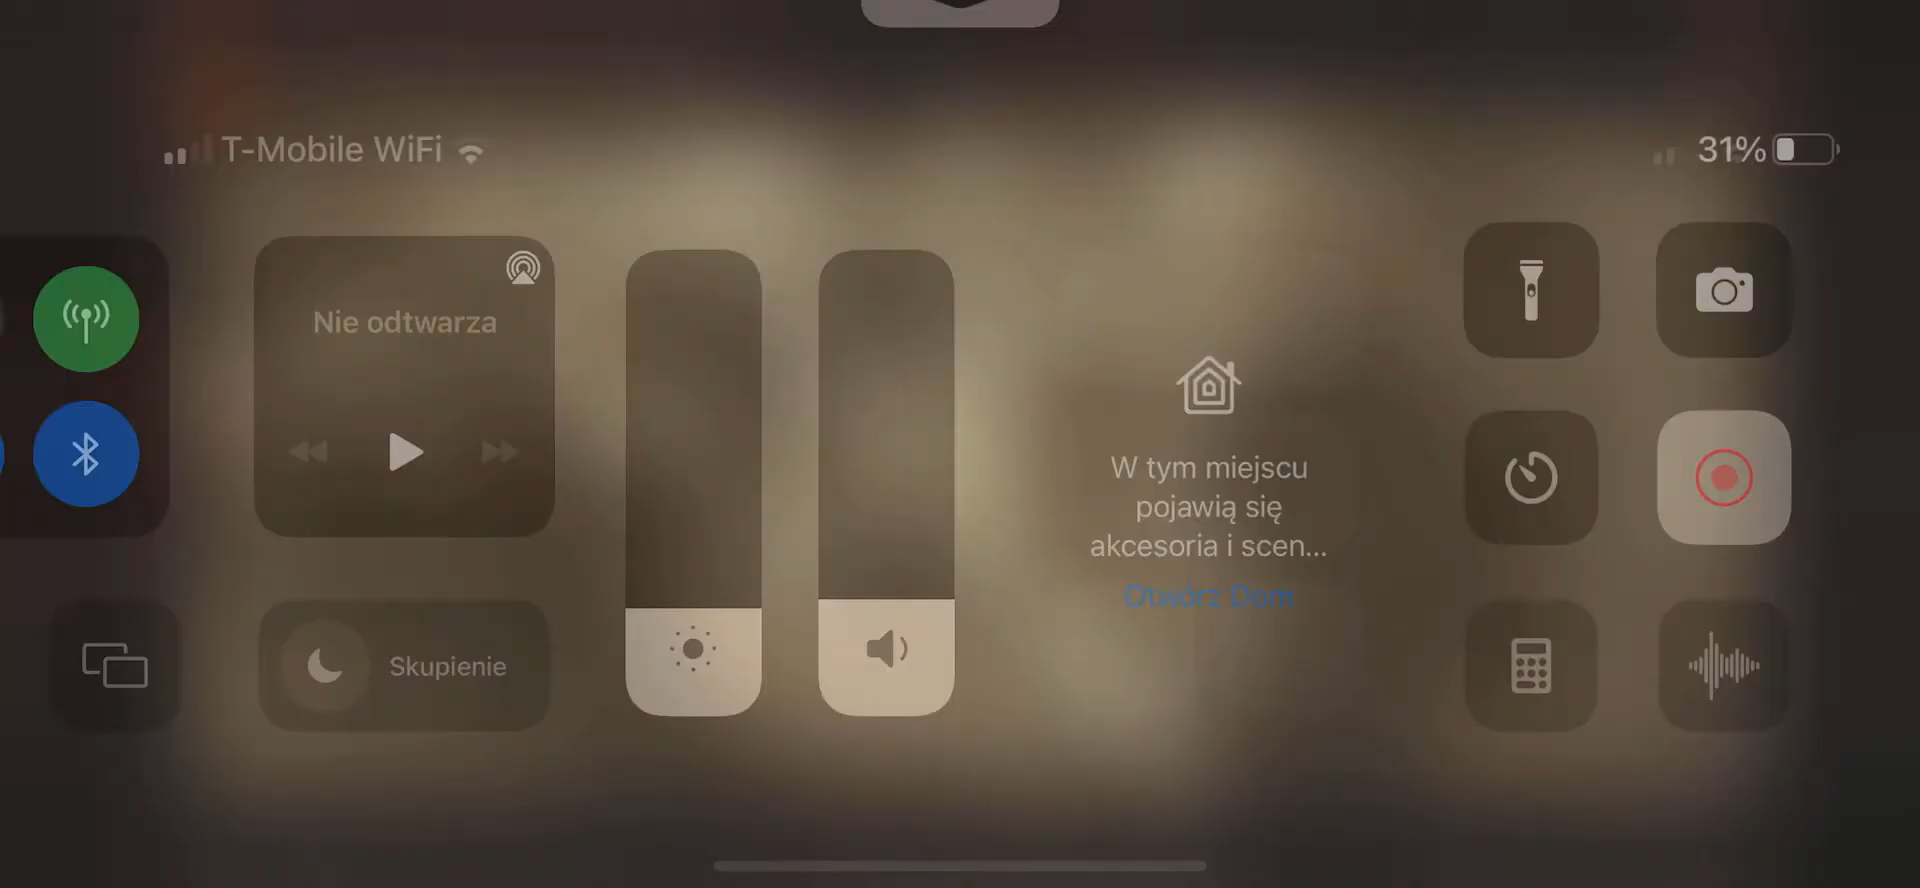 T-Mobile WiFi
31%
Nie odtwarza
W tym miejscu
pojawią się
akcesoria i scen...
Otwórz Dom
Skupienie